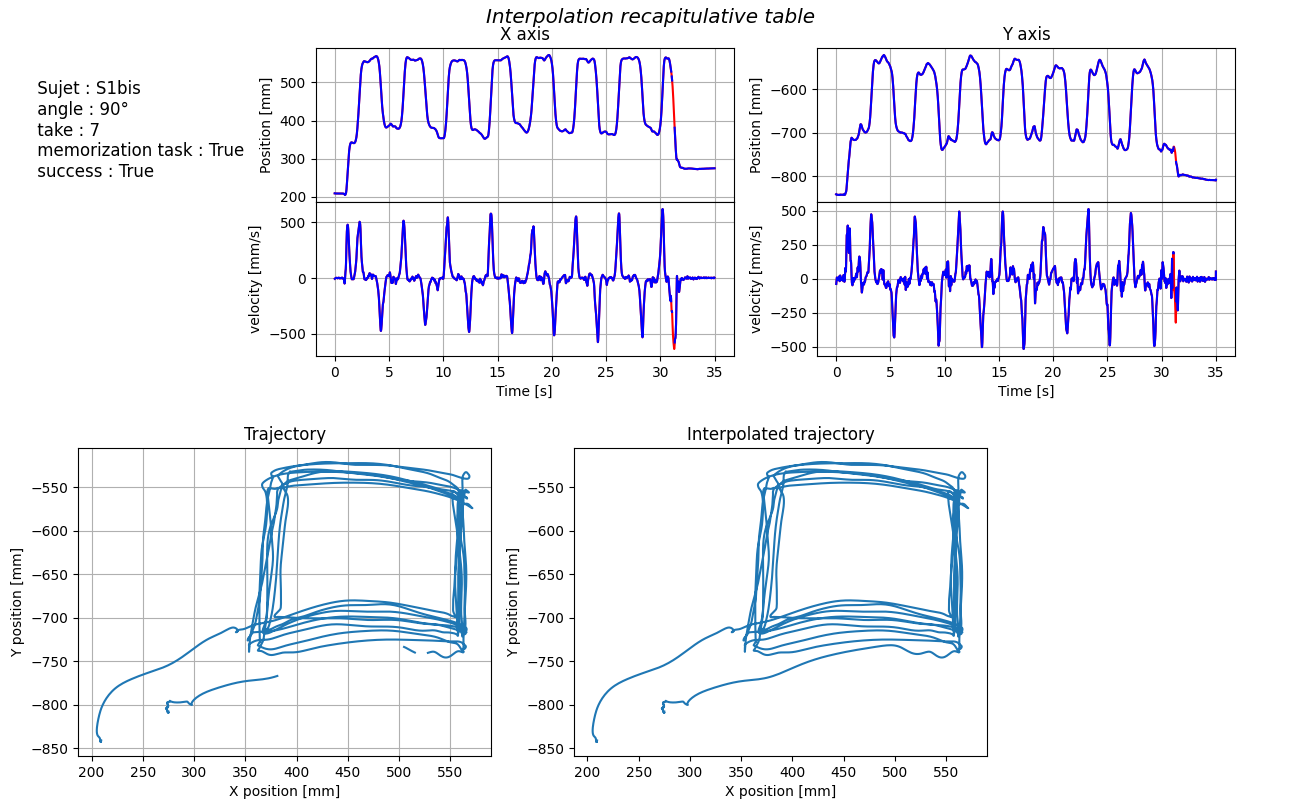 Interpolation recapitulative table
X axis
Y axis
Sujet : S1bis
angle : 90°
take : 7
memorization task : True
success : True
Position [mm]
500
400
300
200
Position [mm]
−600
−700
−800
velocity [mm/s]
500
0
−500
velocity [mm/s]
500
250
0
−250
−500
0 5 10 15 20 25 30 35
Time [s]
0 5 10 15 20 25 30 35
Time [s]
Trajectory
Y position [mm]
−550
−600
−650
−700
−750
−800
−850
200 250 300 350 400 450 500 550
X position [mm]
Interpolated trajectory
Y position [mm]
−550
−600
−650
−700
−750
−800
−850
200 250 300 350 400 450 500 550
X position [mm]